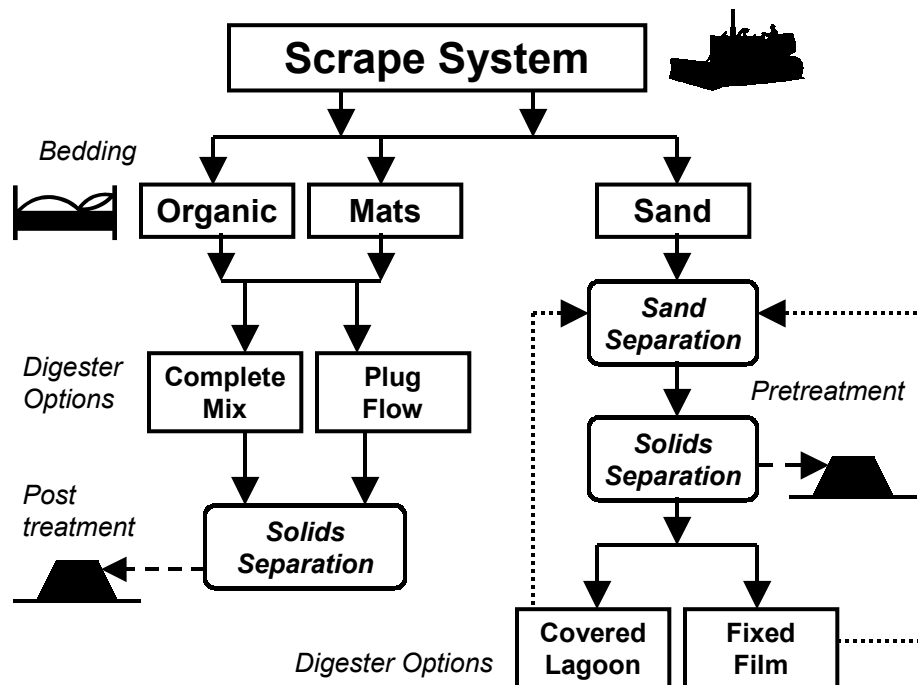 Scrape System
Bedding
Organic
Mats
Sand
Sand
Separation
Digester
Options
Complete
Mix
Plug
Flow
Pretreatment
Solids
Separation
Post
treatment
Solids
Separation
Digester Options
Covered
Lagoon
Fixed
Film